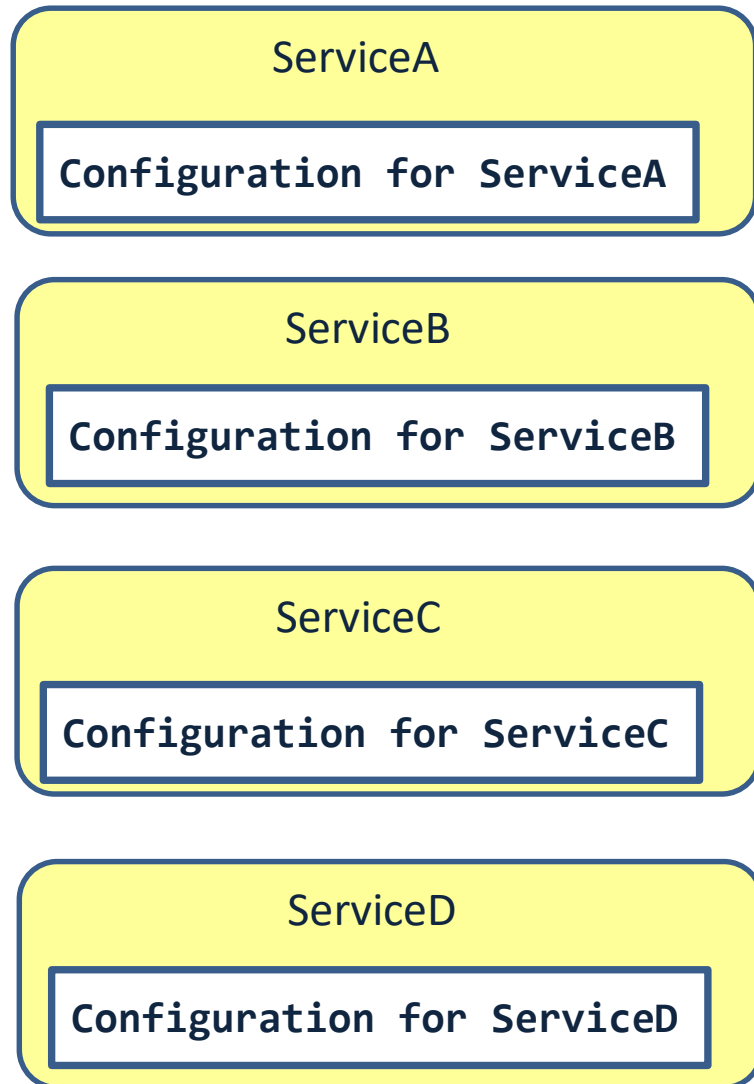 ServiceA
Configuration for ServiceA
ServiceB
Configuration for ServiceB
ServiceC
Configuration for ServiceC
ServiceD
Configuration for ServiceD